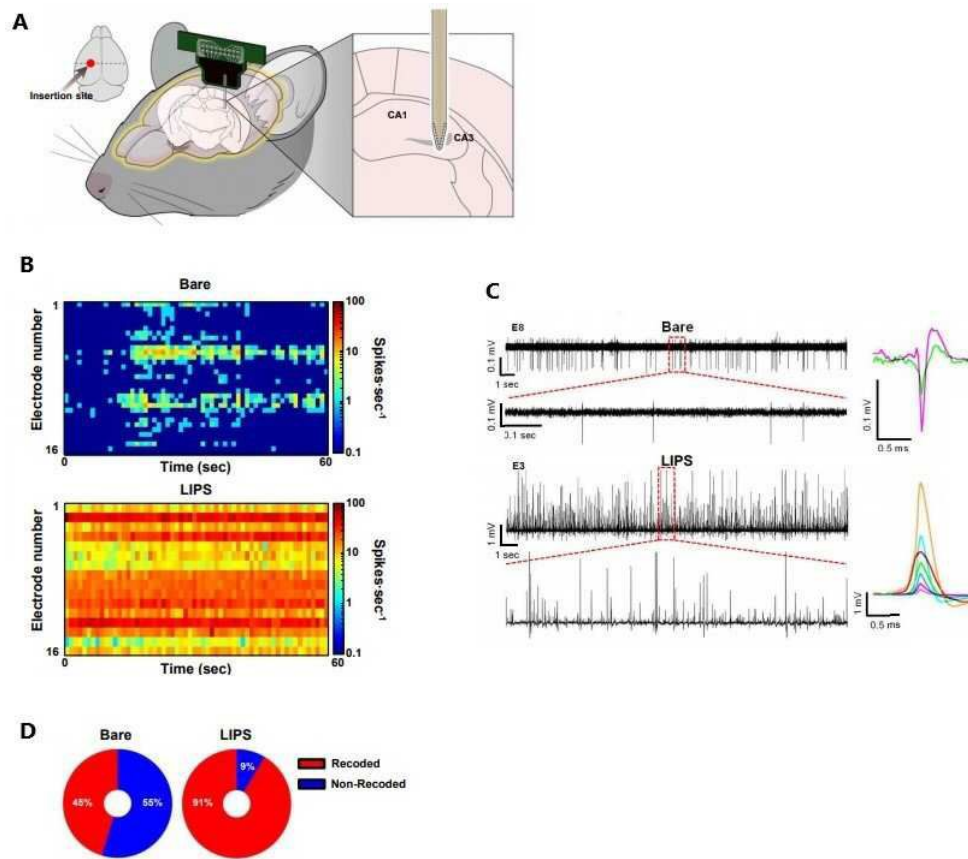 A
Insertion site
CA1
CA3
B
Bare
Electrode number
1
16
0
Time (sec)
60
100
10
1
0.1
Spikes·sec⁻¹
LIPS
Electrode number
1
16
0
Time (sec)
60
100
10
1
0.1
Spikes·sec⁻¹
C
E8
Bare
0.1 mV
1 sec
0.1 mV
0.1 sec
0.1 mV
0.5 ms
E3
LIPS
1 mV
1 sec
1 mV
0.5 ms
D
Bare
LIPS
45%
55%
9%
91%
Recoded
Non-Recoded